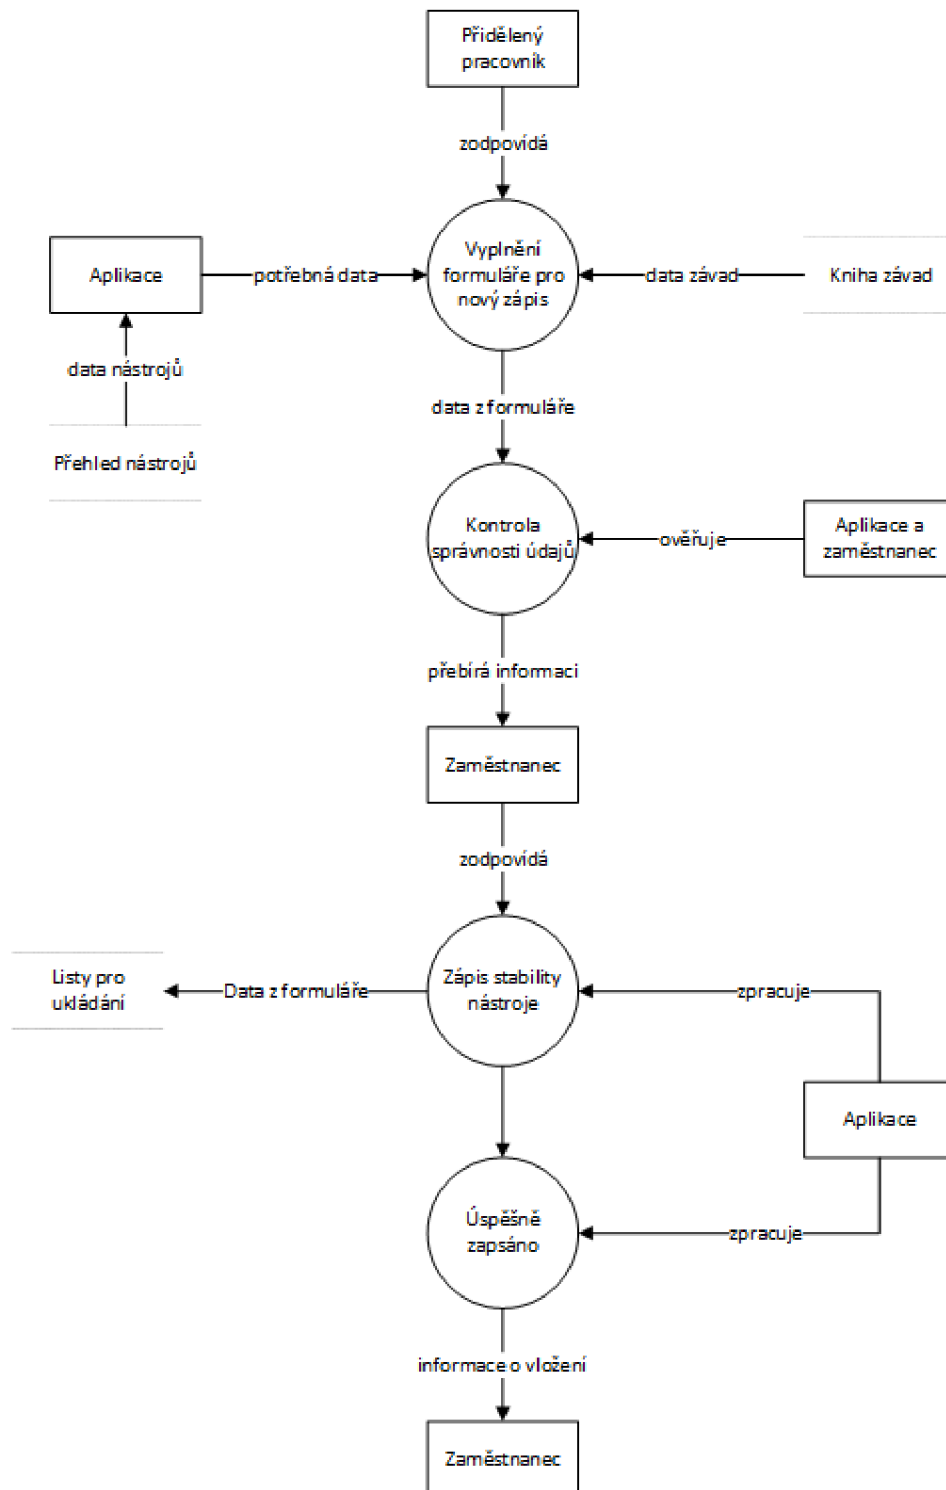 Přidělený
pracovník
zodpovídá
Aplikace
potřebná data
Vyplnění
formuláře pro
nový zápis
data závad
Kniha závad
data nástrojů
Přehled nástrojů
data z formuláře
Kontrola
správnosti údajů
ověřuje
Aplikace a
zaměstnanec
přebírá informaci
Zaměstnanec
zodpovídá
Listy pro
ukládání
Data z formuláře
Zápis stability
nástroje
zpracuje
Aplikace
Úspěšně
zapsáno
zpracuje
informace o vložení
Zaměstnanec